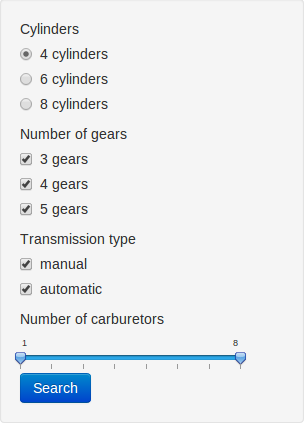 Cylinders
4 cylinders
6 cylinders
8 cylinders
Number of gears
3 gears
4 gears
5 gears
Transmission type
manual
automatic
Number of carburetors
1 8
Search